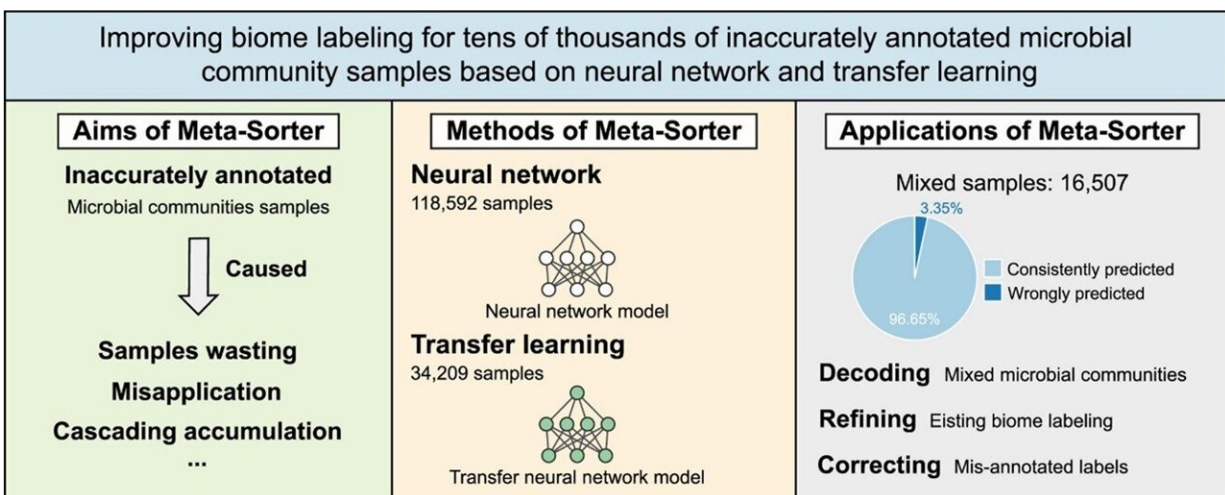 Improving biome labeling for tens of thousands of inaccurately annotated microbial
community samples based on neural network and transfer learning
Aims of Meta-Sorter
Inaccurately annotated
Microbial communities samples
Caused
Samples wasting
Misapplication
Cascading accumulation
...
Methods of Meta-Sorter
Neural network
118,592 samples
Neural network model
Transfer learning
34,209 samples
Transfer neural network model
Applications of Meta-Sorter
Mixed samples: 16,507
3.35%
Consistently predicted
Wrongly predicted
96.65%
Decoding Mixed microbial communities
Refining Eisting biome labeling
Correcting Mis-annotated labels